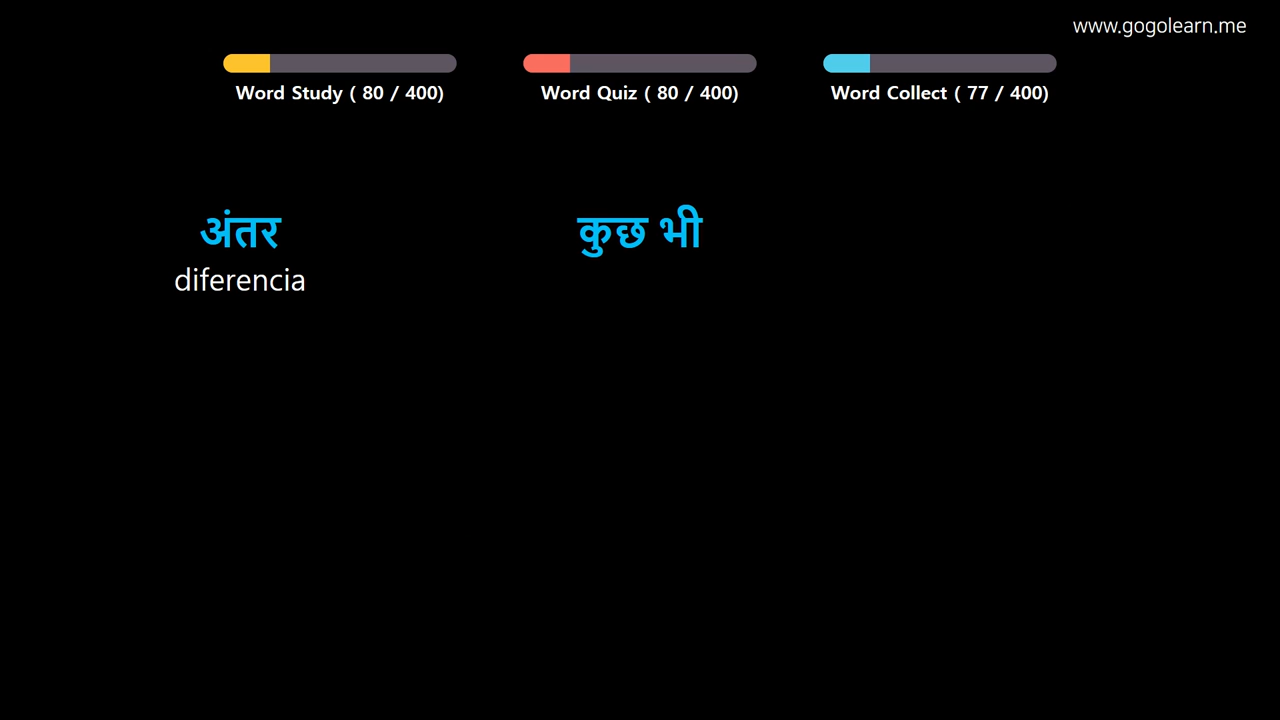 www.gogolearn.me
Word Study ( 80 / 400)
Word Quiz ( 80 / 400)
Word Collect ( 77 / 400)
अंतर
diferencia
कुछ भी